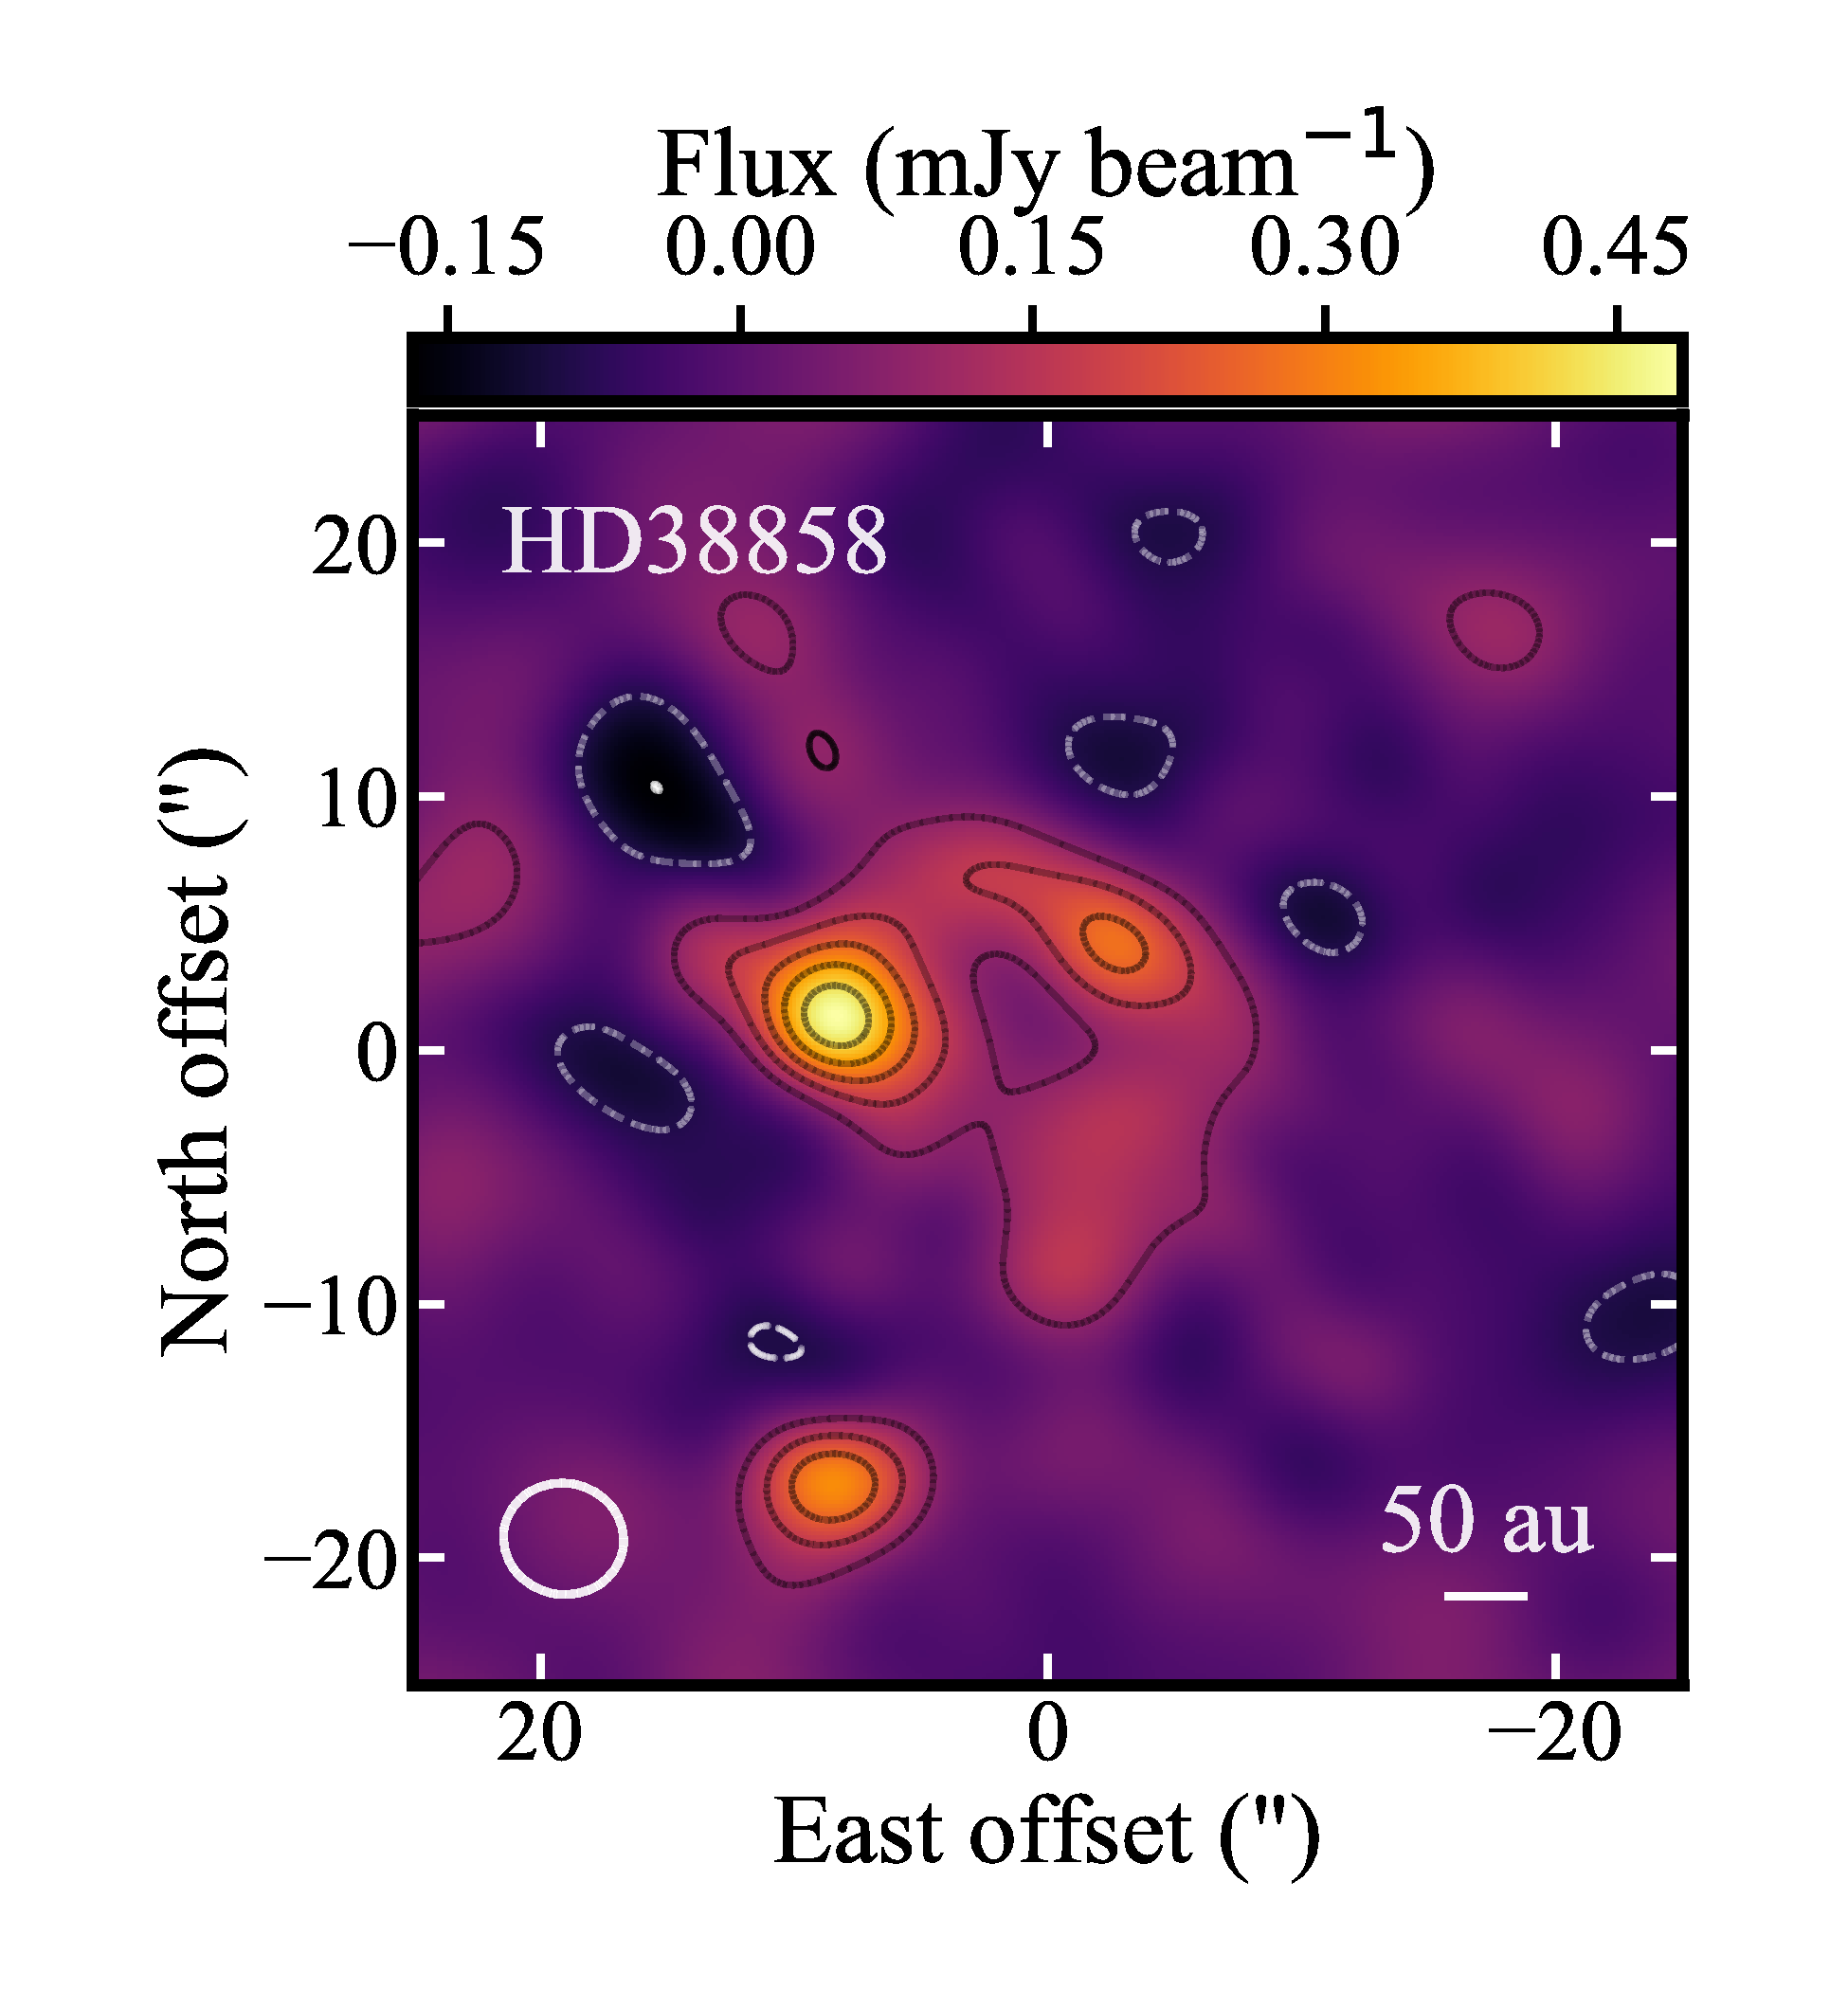 Flux (mJy beam⁻¹)
−0.15 0.00 0.15 0.30 0.45
HD38858
20
10
0
−10
−20
50 au
North offset (")
20 0 −20
East offset (")